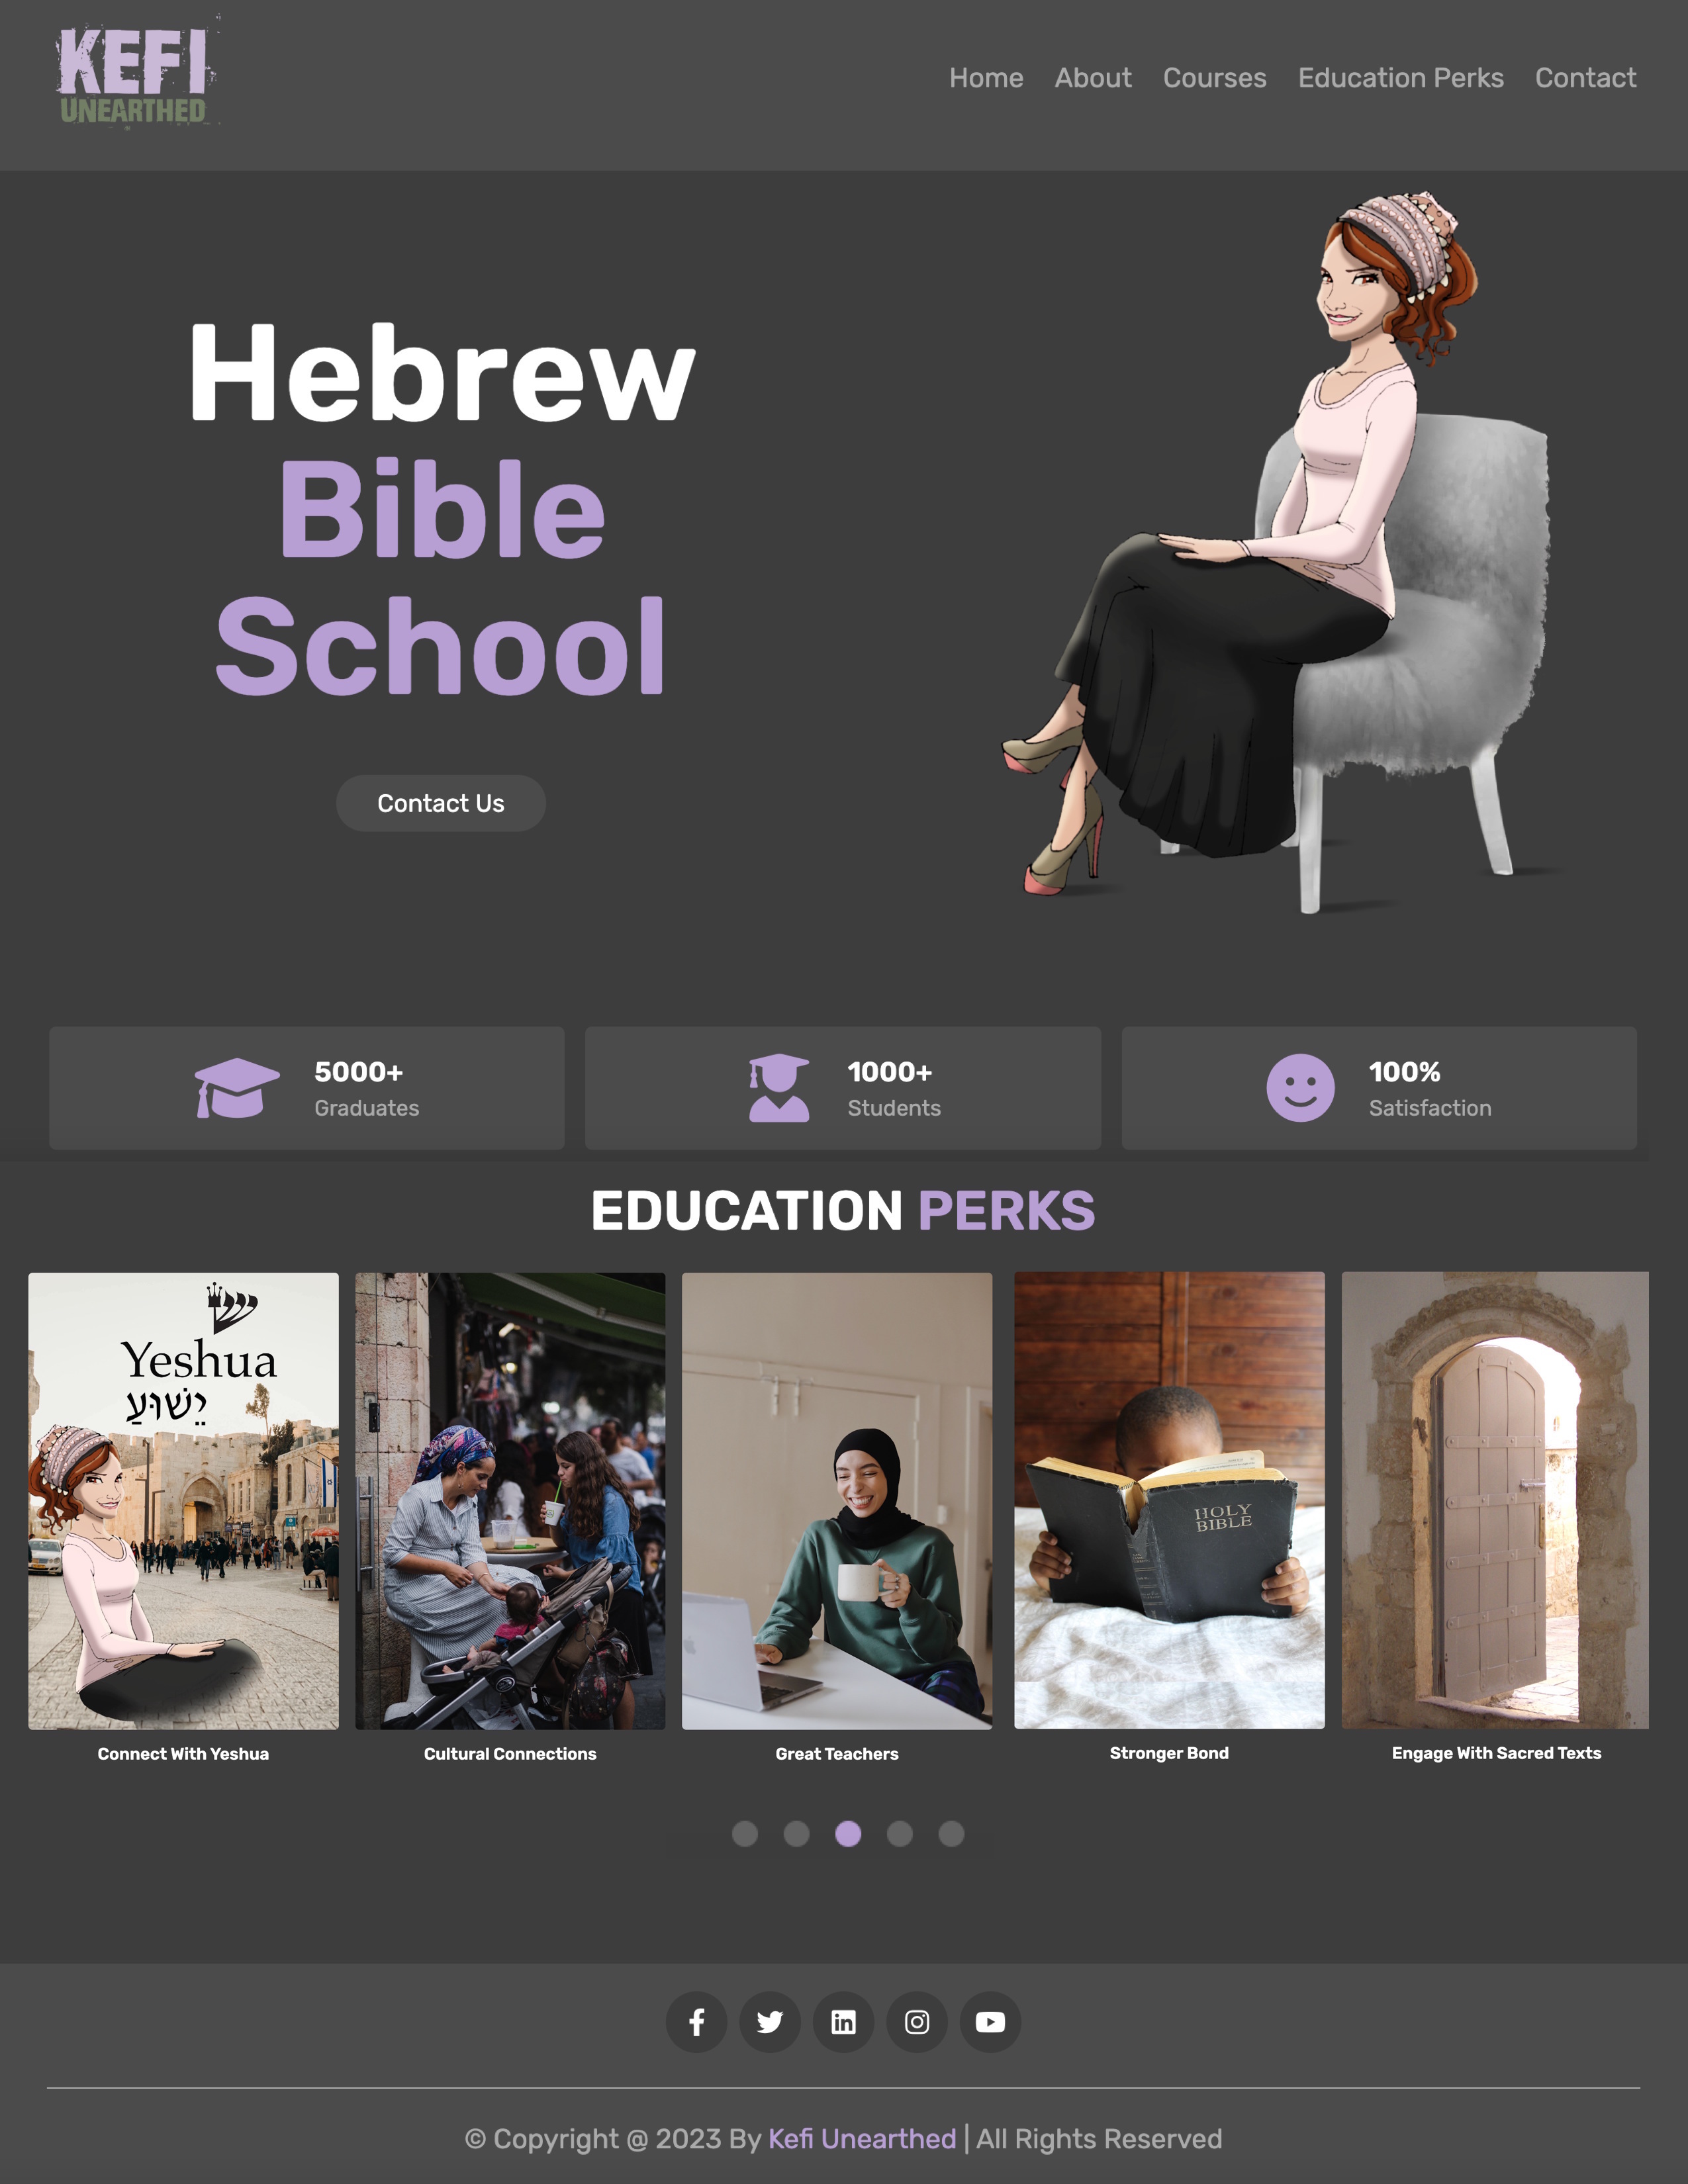 KEFI
UNEARTHED
Home About Courses Education Perks Contact
Hebrew
Bible
School
Contact Us
5000+
Graduates
1000+
Students
100%
Satisfaction
EDUCATION PERKS
Yeshua
יֵשׁוּעַ
HOLY
BIBLE
Connect With Yeshua
Cultural Connections
Great Teachers
Stronger Bond
Engage With Sacred Texts
© Copyright @ 2023 By Kefi Unearthed | All Rights Reserved